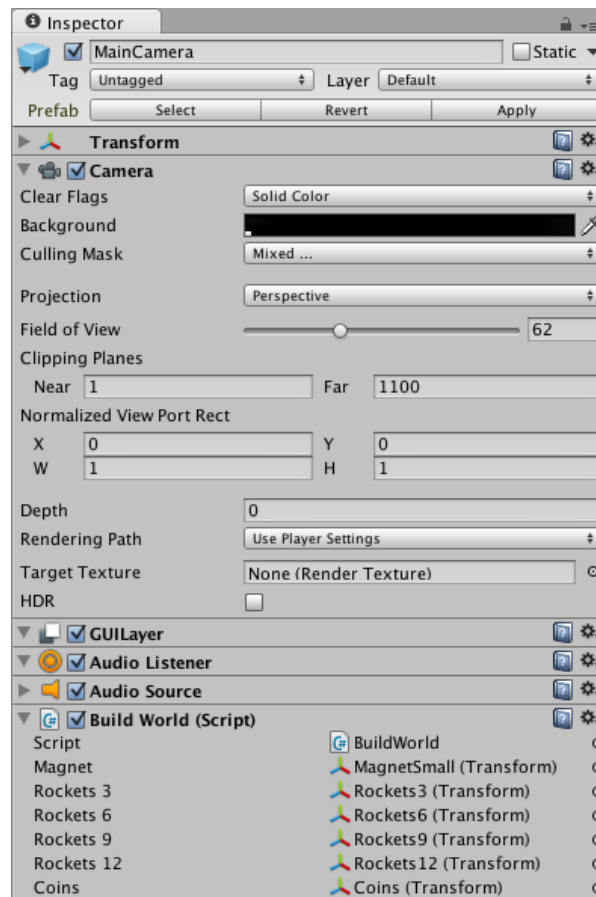 Inspector
MainCamera Static
Tag Untagged Layer Default
Prefab Select Revert Apply
Transform
Camera
Clear Flags Solid Color
Background
Culling Mask Mixed ...
Projection Perspective
Field of View 62
Clipping Planes
Near 1 Far 1100
Normalized View Port Rect
X 0 Y 0
W 1 H 1
Depth 0
Rendering Path Use Player Settings
Target Texture None (Render Texture)
HDR
GUILayer
Audio Listener
Audio Source
Build World (Script)
Script BuildWorld
Magnet MagnetSmall (Transform)
Rockets 3 Rockets3 (Transform)
Rockets 6 Rockets6 (Transform)
Rockets 9 Rockets9 (Transform)
Rockets 12 Rockets12 (Transform)
Coins Coins (Transform)